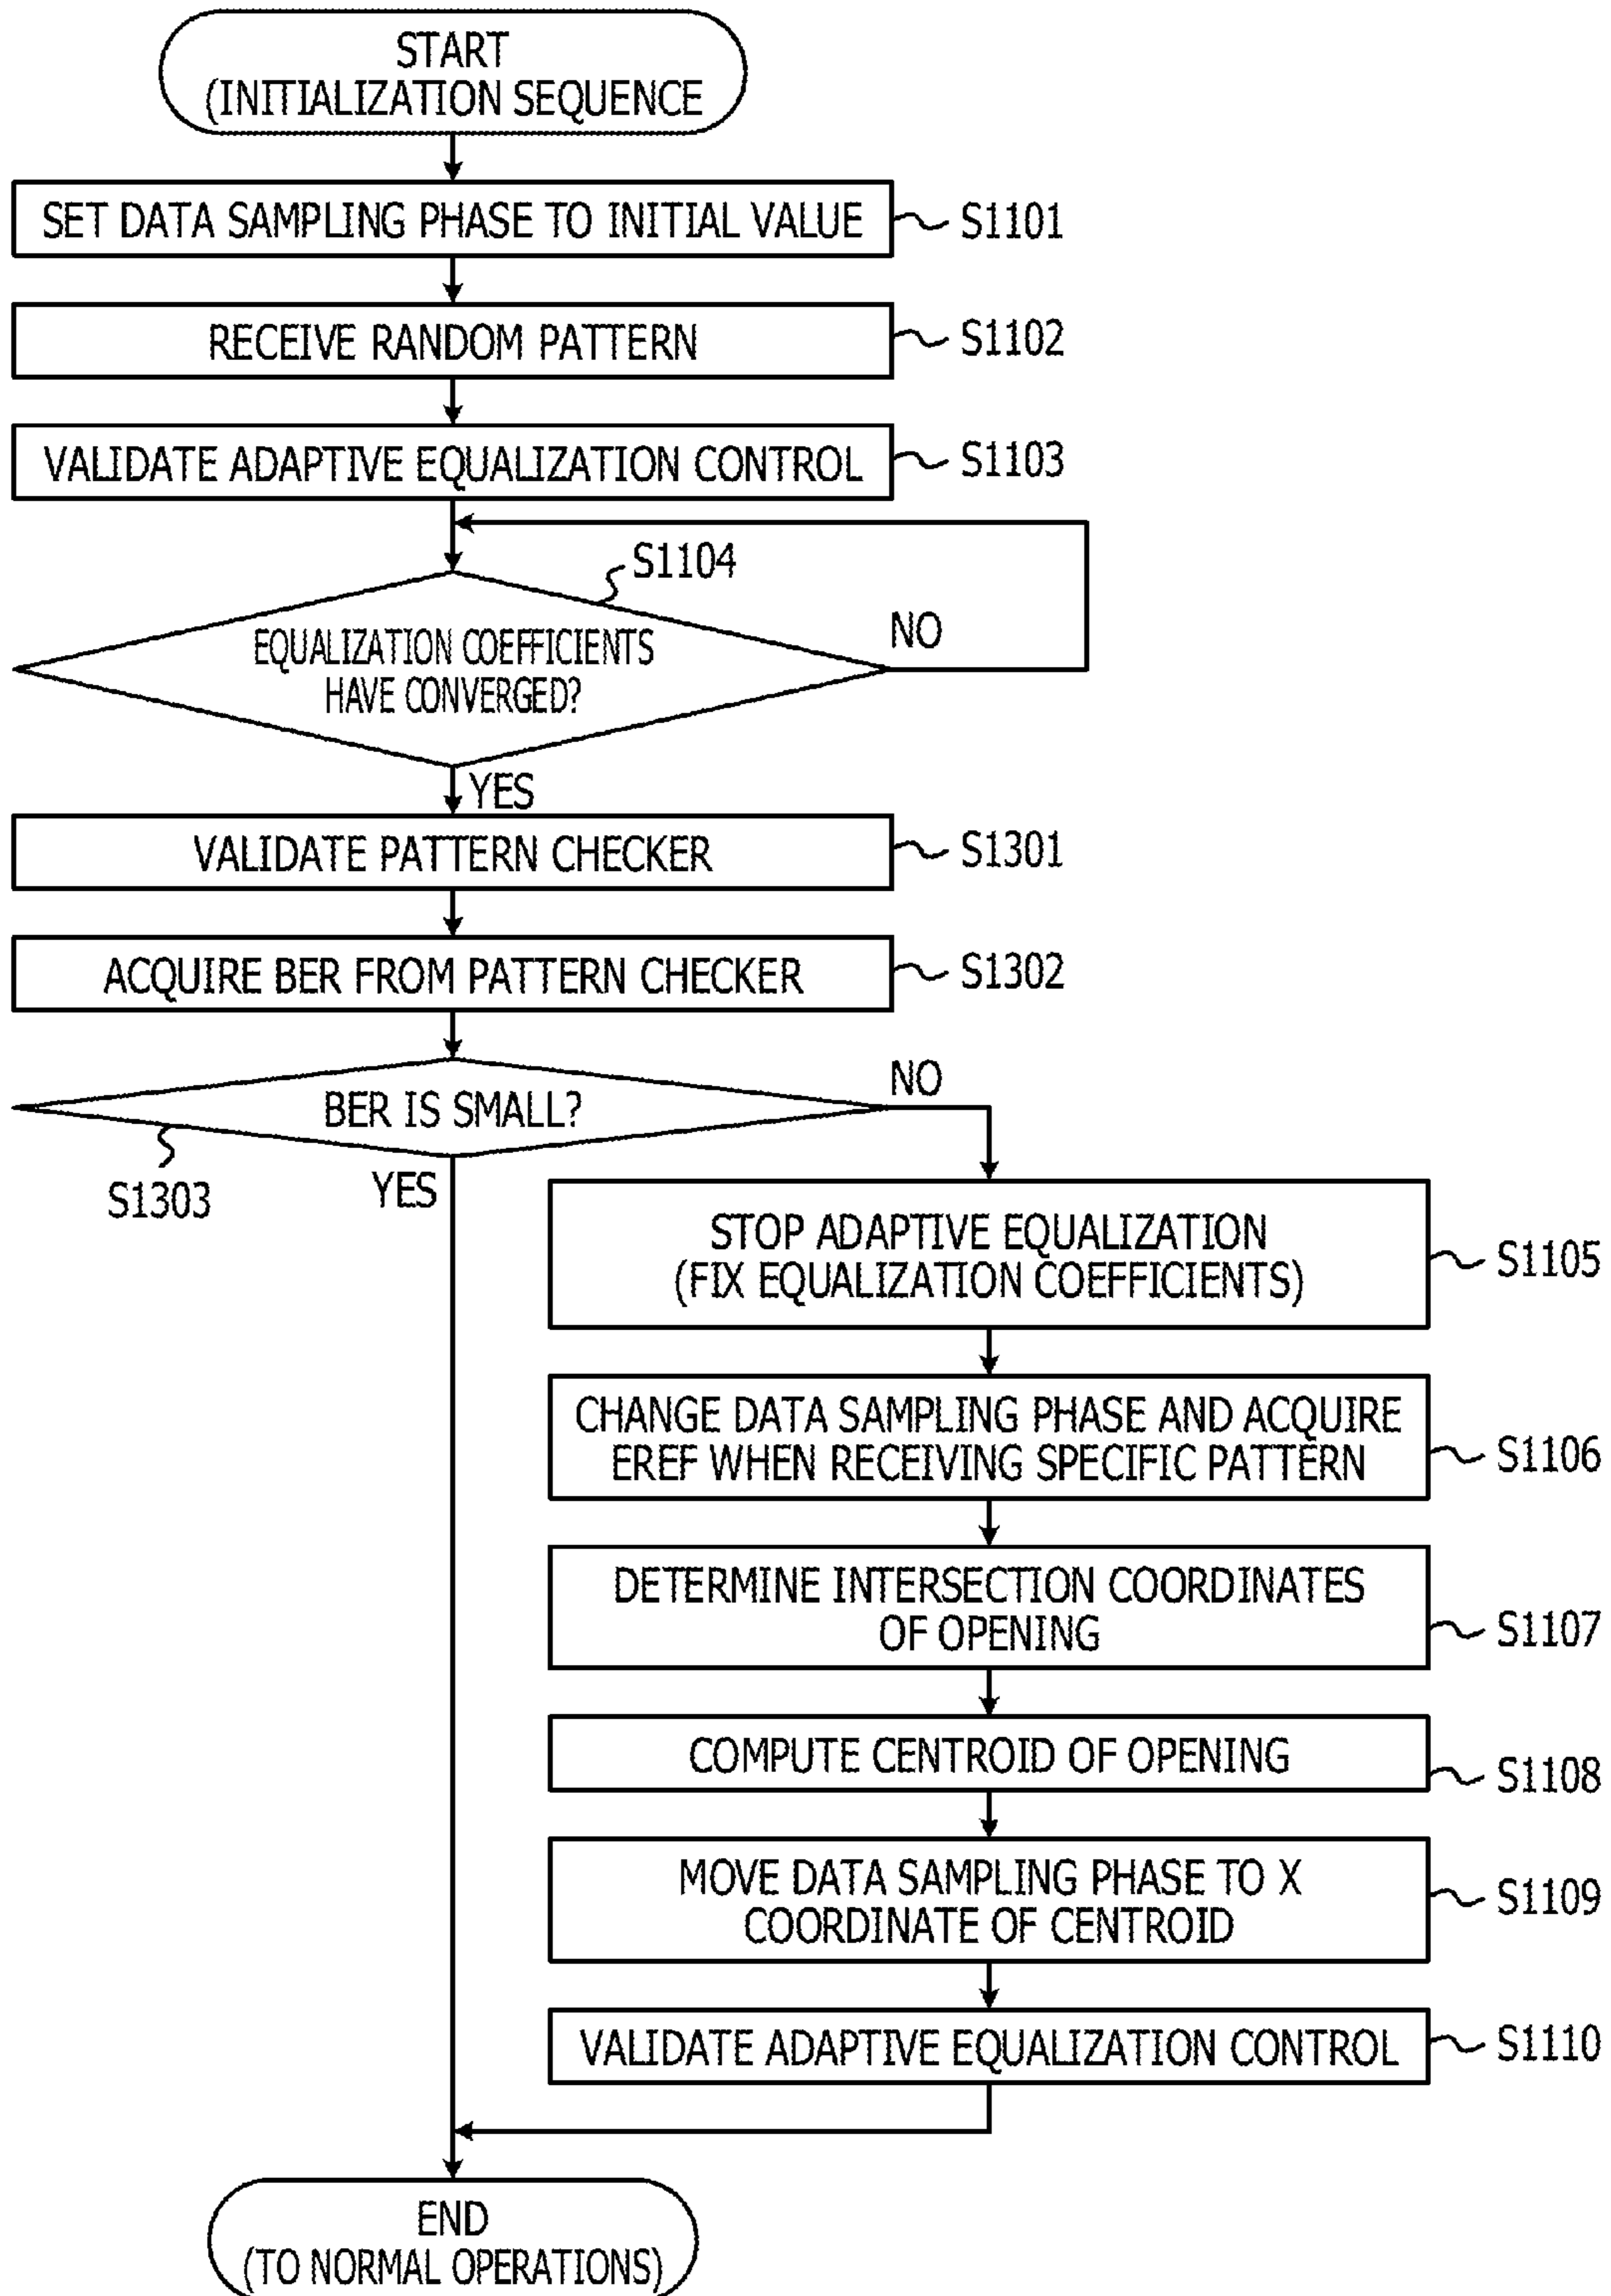 START
(INITIALIZATION SEQUENCE
SET DATA SAMPLING PHASE TO INITIAL VALUE
S1101
RECEIVE RANDOM PATTERN
S1102
VALIDATE ADAPTIVE EQUALIZATION CONTROL
S1103
S1104
EQUALIZATION COEFFICIENTS
HAVE CONVERGED?
NO
YES
VALIDATE PATTERN CHECKER
S1301
ACQUIRE BER FROM PATTERN CHECKER
S1302
BER IS SMALL?
NO
S1303
YES
STOP ADAPTIVE EQUALIZATION
(FIX EQUALIZATION COEFFICIENTS)
S1105
CHANGE DATA SAMPLING PHASE AND ACQUIRE
EREF WHEN RECEIVING SPECIFIC PATTERN
S1106
DETERMINE INTERSECTION COORDINATES
OF OPENING
S1107
COMPUTE CENTROID OF OPENING
S1108
MOVE DATA SAMPLING PHASE TO X
COORDINATE OF CENTROID
S1109
VALIDATE ADAPTIVE EQUALIZATION CONTROL
S1110
END
(TO NORMAL OPERATIONS)